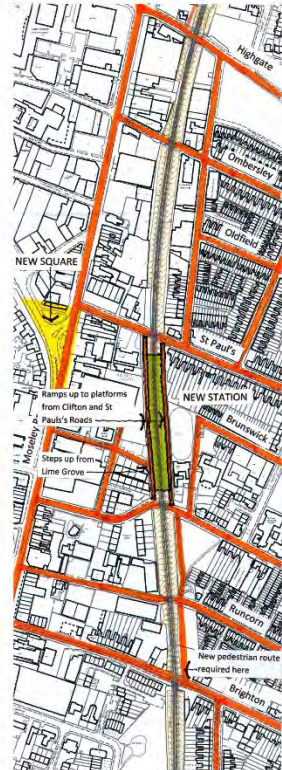 Highgate
Ombersley
Oldfield
NEW SQUARE
St Paul's
Ramps up to platforms
from Clifton and St
Pauls's Roads
NEW STATION
Brunswick
Moseley R
Steps up from
Lime Grove
Runcorn
New pedestrian route
required here
Brighton